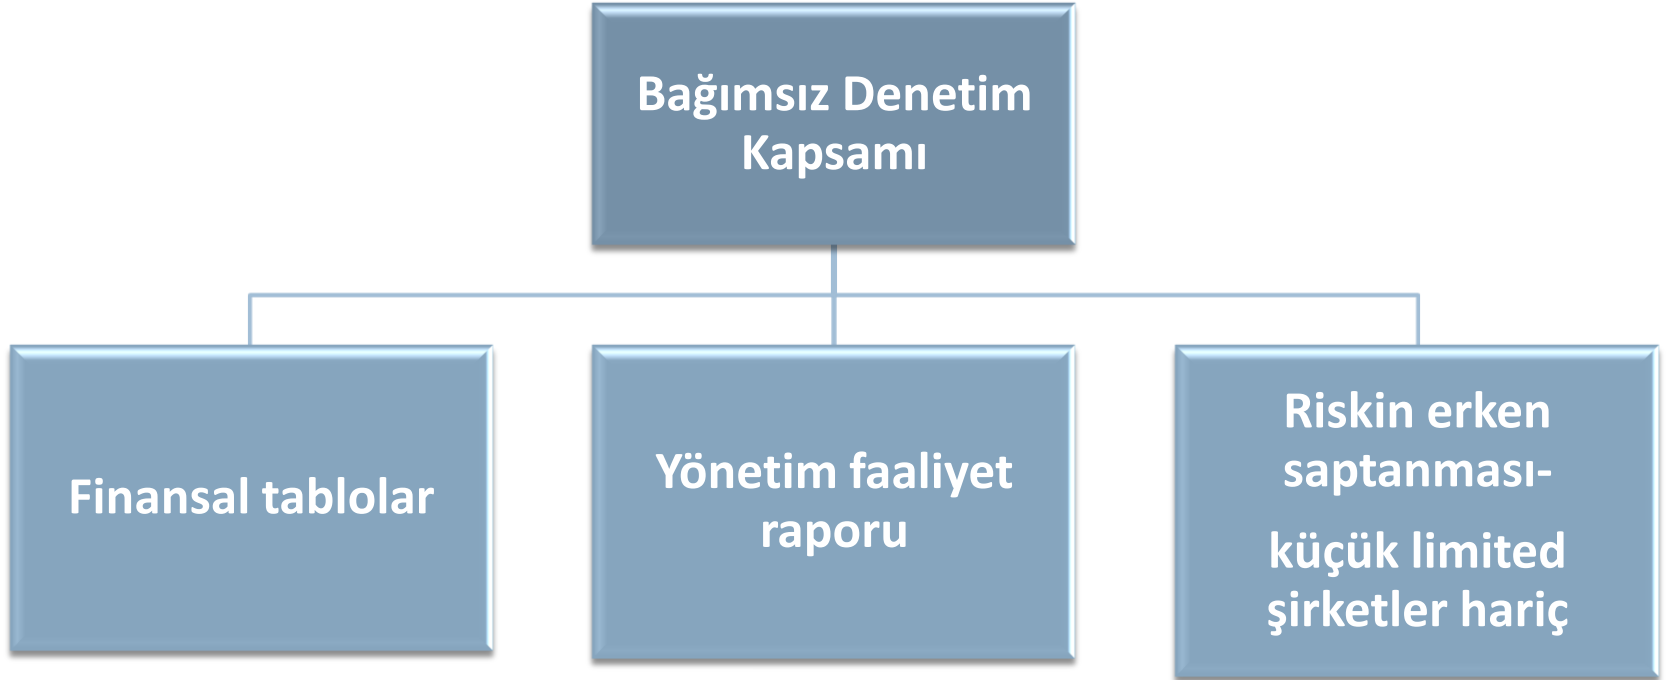 Bağımsız Denetim
Kapsamı
Finansal tablolar
Yönetim faaliyet
raporu
Riskin erken
saptanması-
küçük limited
şirketler hariç